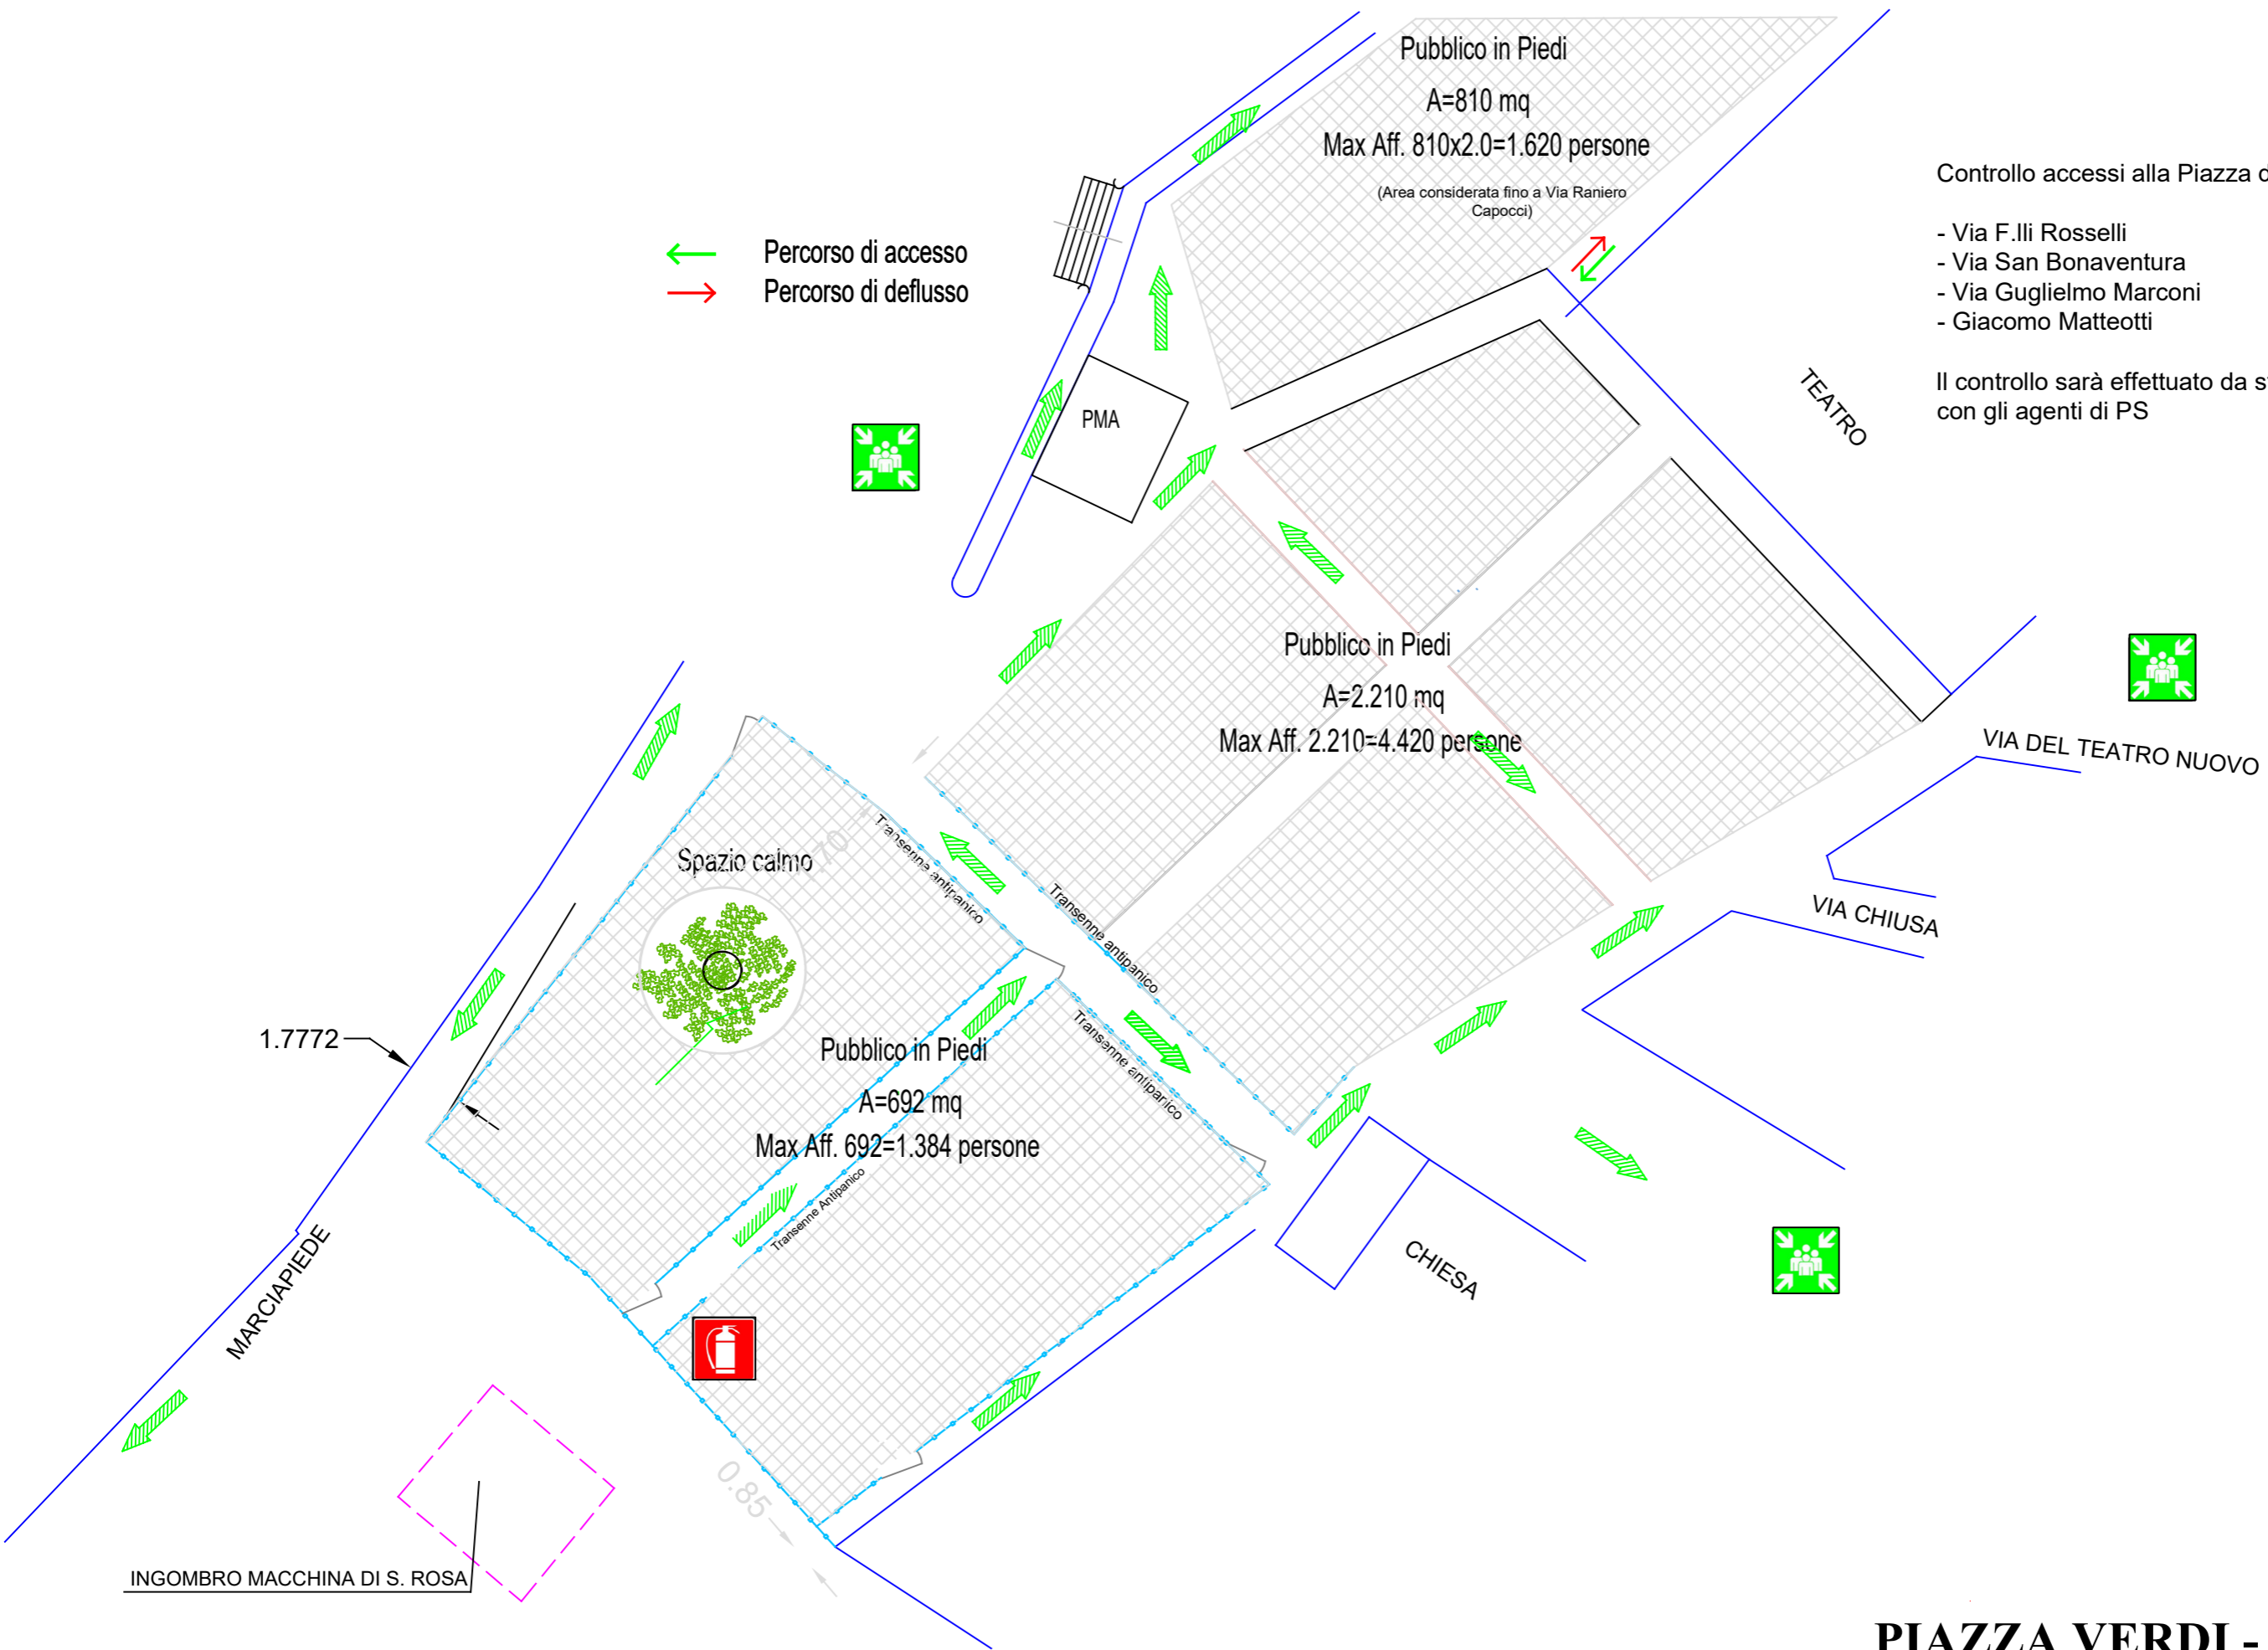 Pubblico in Piedi
A=810 mq
Max Aff. 810x2.0=1.620 persone
(Area considerata fino a Via Raniero
Capocci)
Controllo accessi alla Piazza d
- Via F.lli Rosselli
- Via San Bonaventura
- Via Guglielmo Marconi
- Giacomo Matteotti
Il controllo sarà effettuato da s
con gli agenti di PS
Percorso di accesso
Percorso di deflusso
PMA
TEATRO
Pubblico in Piedi
A=2.210 mq
Max Aff. 2.210=4.420 persone
VIA DEL TEATRO NUOVO
VIA CHIUSA
Spazio calmo
Transenne antipanico
Transenne antipanico
Transenne antipanico
1.7772
Pubblico in Piedi
A=692 mq
Max Aff. 692=1.384 persone
Transenne Antipanico
MARCIAPIEDE
CHIESA
0.85
INGOMBRO MACCHINA DI S. ROSA
PIAZZA VERDI -